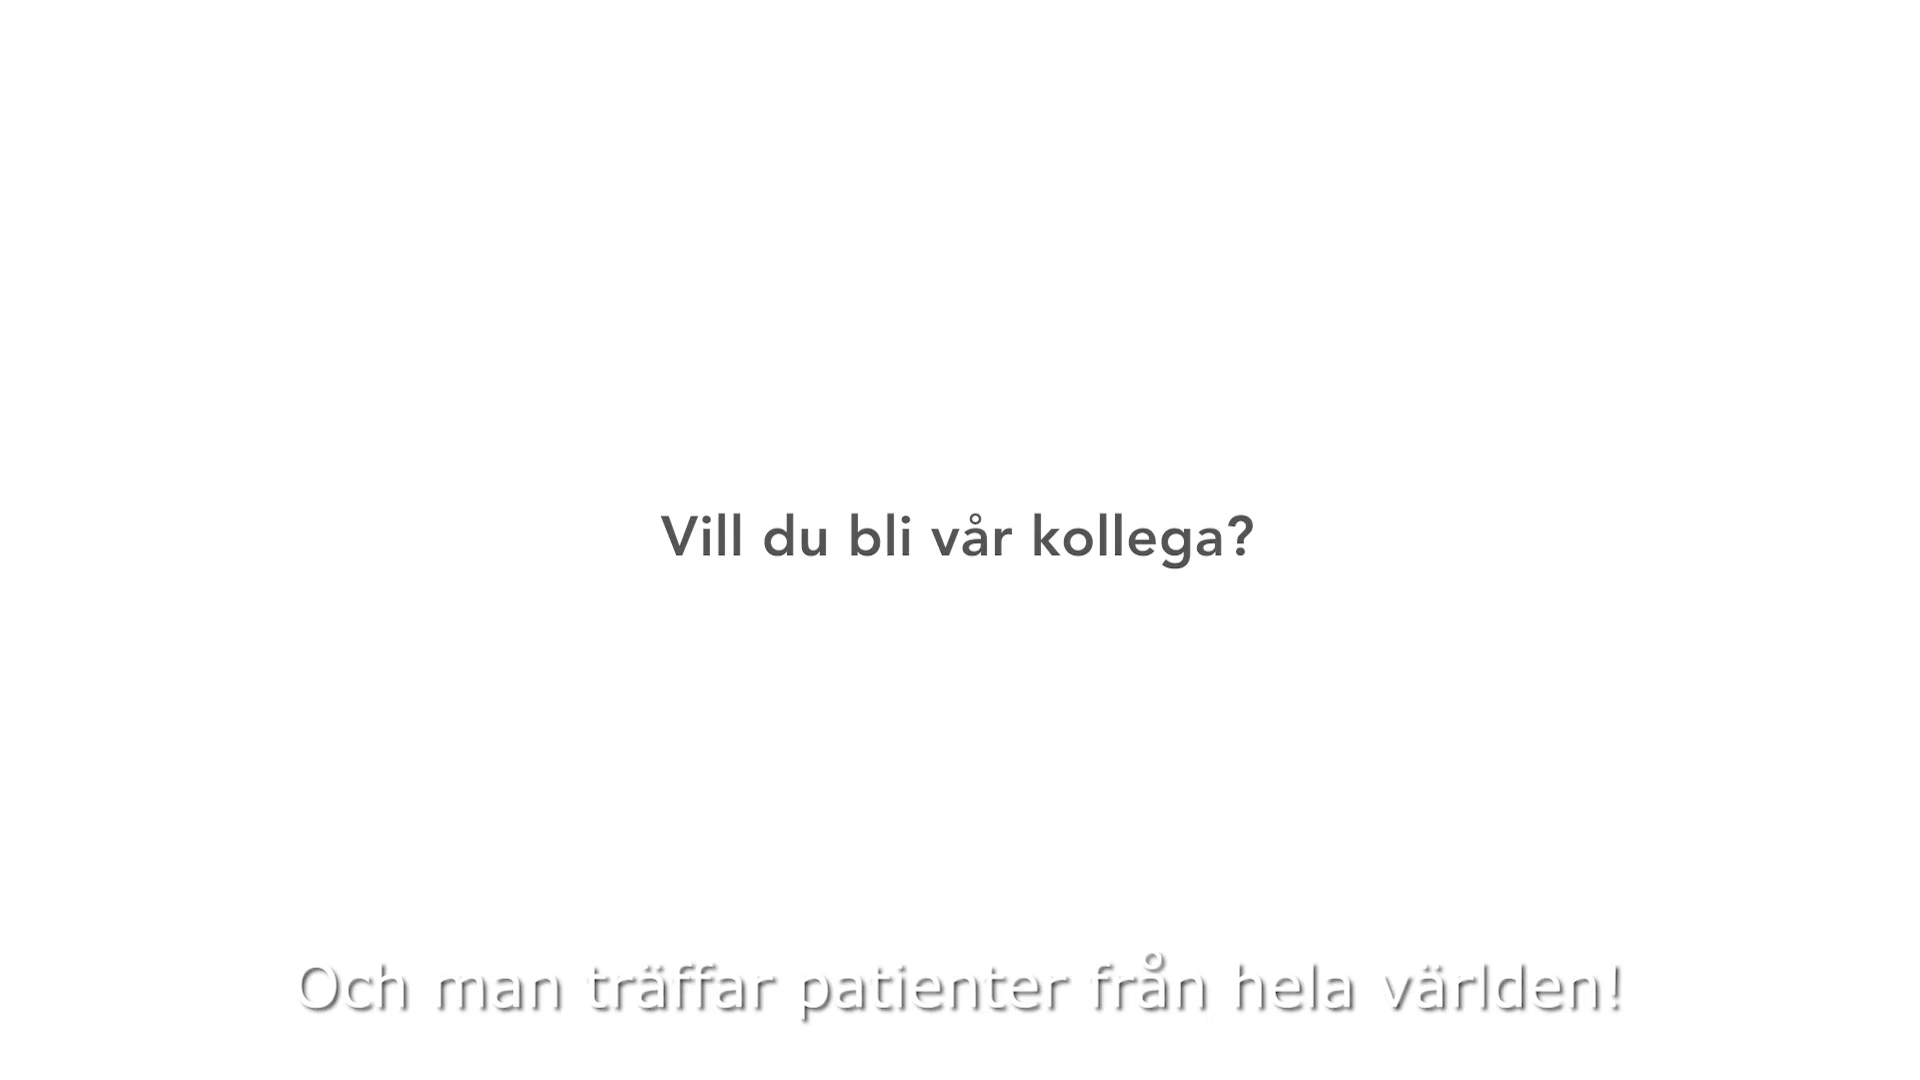 Vill du bli vår kollega?
Och man träffar patienter från hela världen!